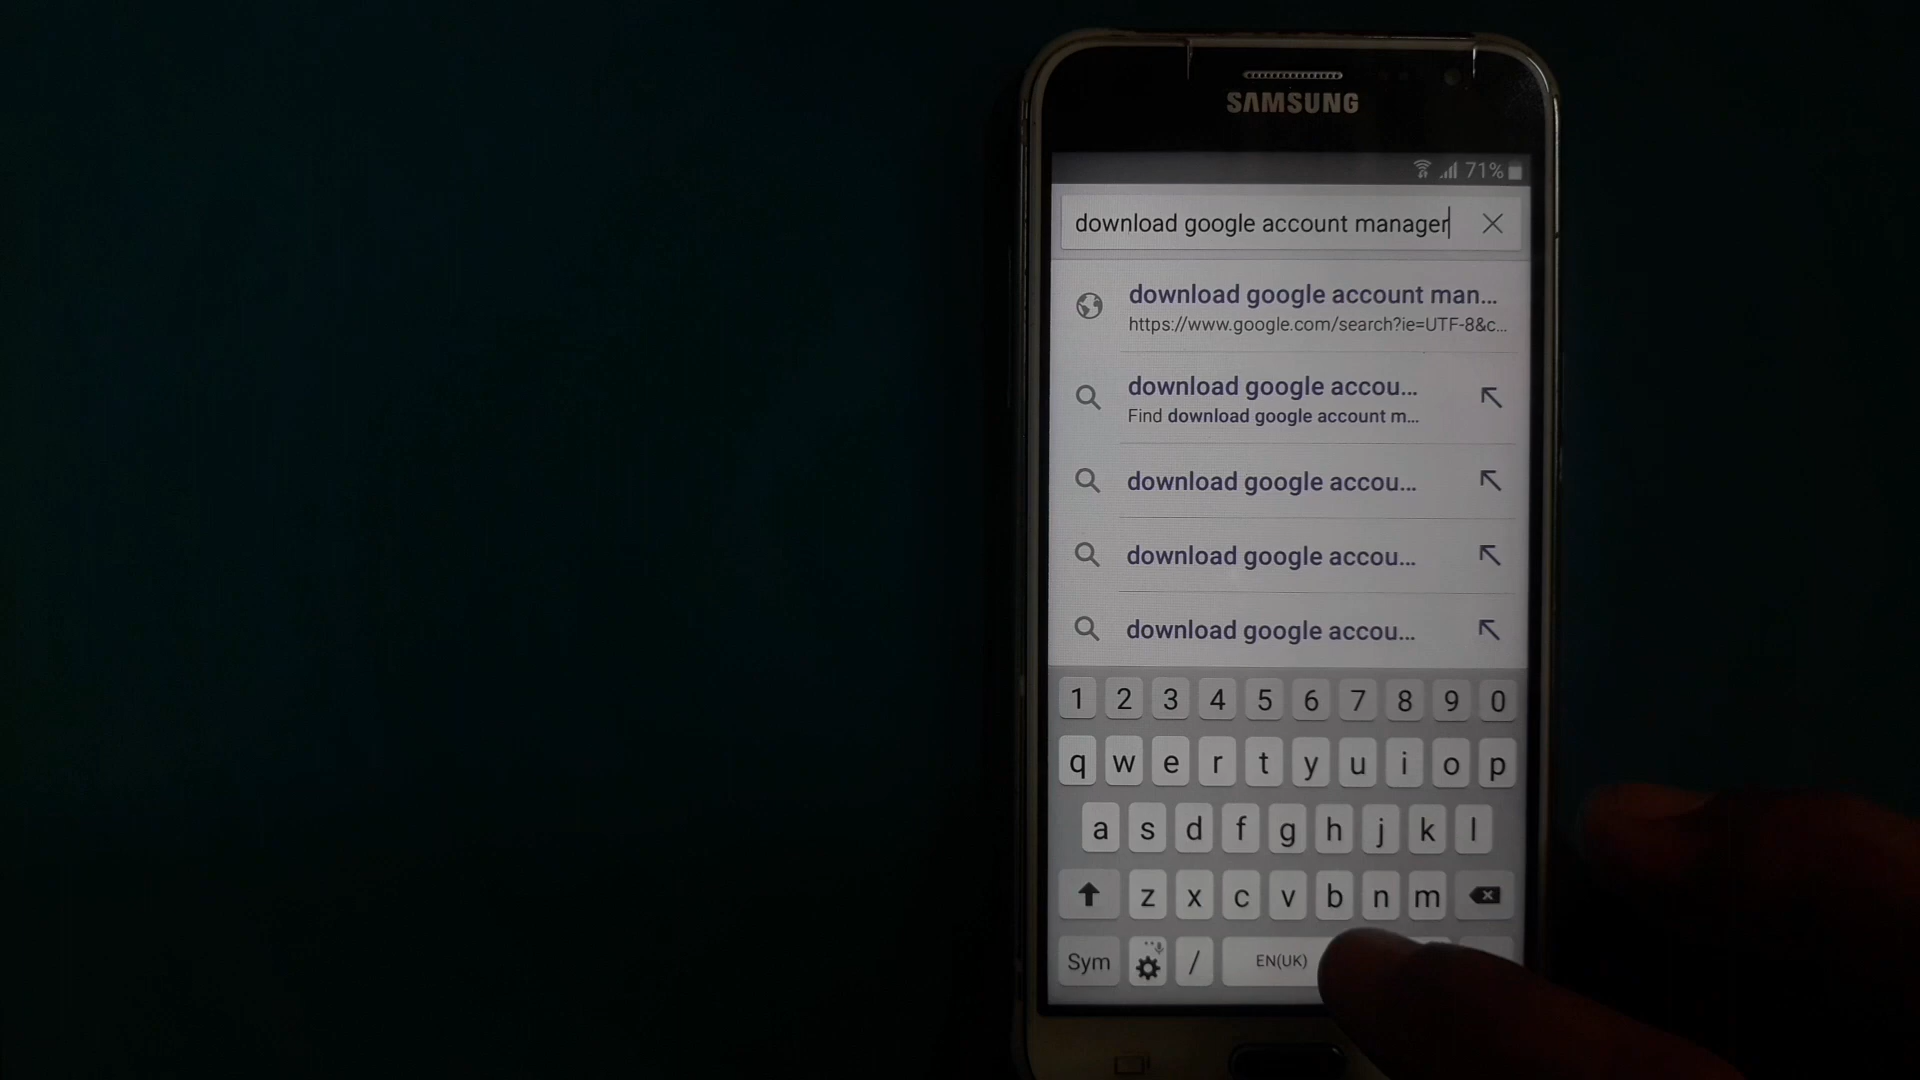 SAMSUNG
71%
download google account manager
download google account man...
https://www.google.com/search?ie=UTF-8&c...
download google accou...
Find download google account m...
download google accou...
download google accou...
download google accou...
1 2 3 4 5 6 7 8 9 0
q w e r t y u i o p
a s d f g h j k l
z x c v b n m
Sym / EN(UK)